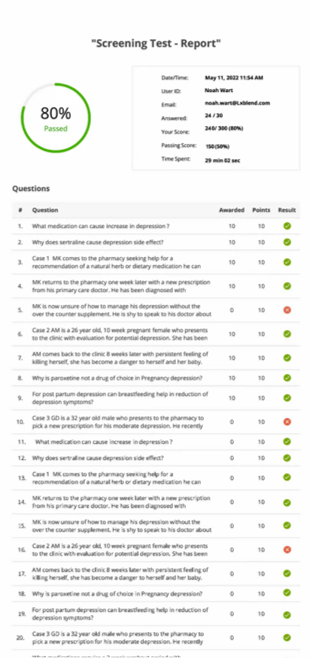 "Screening Test - Report"
80%
Passed
Date/Time: May 11, 2022 11:54 AM
User ID: Noah Wart
Email: noah.wart@i.xblend.com
Answered: 24 / 30
Your Score: 240/ 300 (80%)
Passing Score: 150(50%)
Time Spent: 29 min 02 sec
Questions
# Question Awarded Points Result
1. What medication can cause increase in depression ? 10 10
2. Why does sertraline cause depression side effect? 10 10
3. Case 1 MK comes to the pharmacy seeking help for a
recommendation of a natural herb or dietary medication he can 10 10
4. MK returns to the pharmacy one week later with a new prescription
from his primary care doctor. He has been diagnosed with 10 10
5. MK is now unsure of how to manage his depression without the
over the counter supplement. He is shy to speak to his doctor about 0 10
6. Case 2 AM is a 26 year old, 10 week pregnant female who presents
to the clinic with evaluation for potential depression. She has been 10 10
7. AM comes back to the clinic 8 weeks later with persistent feeling of
killing herself, she has become a danger to herself and her baby. 10 10
8. Why is paroxetine not a drug of choice in Pregnancy depression? 10 10
9. For post partum depression can breastfeeding help in reduction of
depression symptoms? 10 10
10. Case 3 GD is a 32 year old male who presents to the pharmacy to
pick a new prescription for his moderate depression. He recently 0 10
11. What medication can cause increase in depression ? 0 10
12. Why does sertraline cause depression side effect? 0 10
13. Case 1 MK comes to the pharmacy seeking help for a
recommendation of a natural herb or dietary medication he can 0 10
14. MK returns to the pharmacy one week later with a new prescription
from his primary care doctor. He has been diagnosed with 0 10
15. MK is now unsure of how to manage his depression without the
over the counter supplement. He is shy to speak to his doctor about 0 10
16. Case 2 AM is a 26 year old, 10 week pregnant female who presents
to the clinic with evaluation for potential depression. She has been 0 10
17. AM comes back to the clinic 8 weeks later with persistent feeling of
killing herself, she has become a danger to herself and her baby. 0 10
18. Why is paroxetine not a drug of choice in Pregnancy depression? 0 10
19. For post partum depression can breastfeeding help in reduction of
depression symptoms? 0 10
20. Case 3 GD is a 32 year old male who presents to the pharmacy to
pick a new prescription for his moderate depression. He recently 0 10